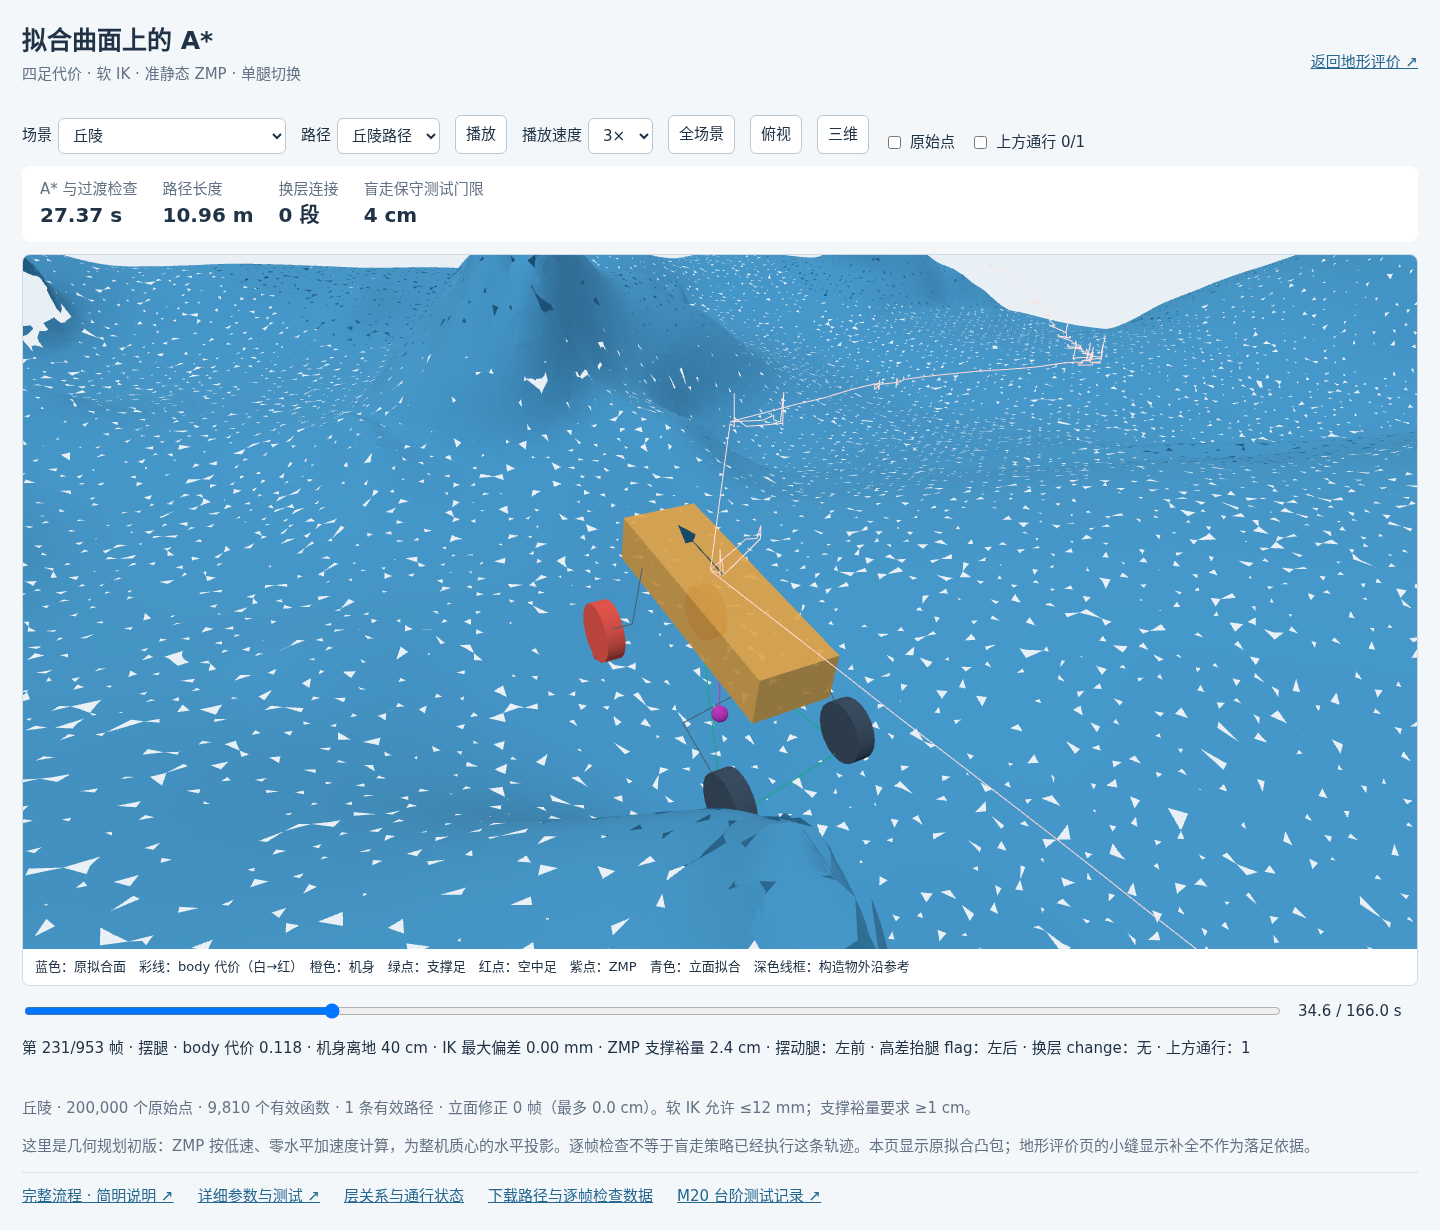 拟合曲面上的 A*
四足代价 · 软 IK · 准静态 ZMP · 单腿切换
返回地形评价 ↗
场景 丘陵 路径 丘陵路径 播放 播放速度 3× 全场景 俯视 三维 原始点 上方通行 0/1
A* 与过渡检查 路径长度 换层连接 盲走保守测试门限
27.37 s 10.96 m 0 段 4 cm
蓝色：原拟合面 彩线：body 代价（白→红） 橙色：机身 绿点：支撑足 红点：空中足 紫点：ZMP 青色：立面拟合 深色线框：构造物外沿参考
34.6 / 166.0 s
第 231/953 帧 · 摆腿 · body 代价 0.118 · 机身离地 40 cm · IK 最大偏差 0.00 mm · ZMP 支撑裕量 2.4 cm · 摆动腿：左前 · 高差抬腿 flag：左后 · 换层 change：无 · 上方通行：1
丘陵 · 200,000 个原始点 · 9,810 个有效函数 · 1 条有效路径 · 立面修正 0 帧（最多 0.0 cm）。软 IK 允许 ≤12 mm；支撑裕量要求 ≥1 cm。
这里是几何规划初版：ZMP 按低速、零水平加速度计算，为整机质心的水平投影。逐帧检查不等于盲走策略已经执行这条轨迹。本页显示原拟合凸包；地形评价页的小缝显示补全不作为落足依据。
完整流程 · 简明说明 ↗ 详细参数与测试 ↗ 层关系与通行状态 下载路径与逐帧检查数据 M20 台阶测试记录 ↗